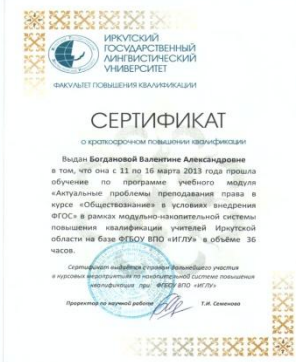 ИРКУТСКИЙ
ГОСУДАРСТВЕННЫЙ
ЛИНГВИСТИЧЕСКИЙ
УНИВЕРСИТЕТ
ФАКУЛЬТЕТ ПОВЫШЕНИЯ КВАЛИФИКАЦИИ
СЕРТИФИКАТ
о краткосрочном повышении квалификации
Выдан Богдановой Валентине Александровне
в том, что она с 11 по 16 марта 2013 года прошла
обучение по программе учебного модуля
«Актуальные проблемы преподавания права в
курсе «Обществознание» в условиях внедрения
ФГОС» в рамках модульно-накопительной системы
повышения квалификации учителей Иркутской
области на базе ФГБОУ ВПО «ИГЛУ» в объёме 36
часов.
Сертификат выдается справкой дальнейшего участия
в курсовых мероприятиях по накопительной системе повышения
квалификации при ФГБОУ ВПО «ИГЛУ»
Проректор по научной работе Т.И. Семенова